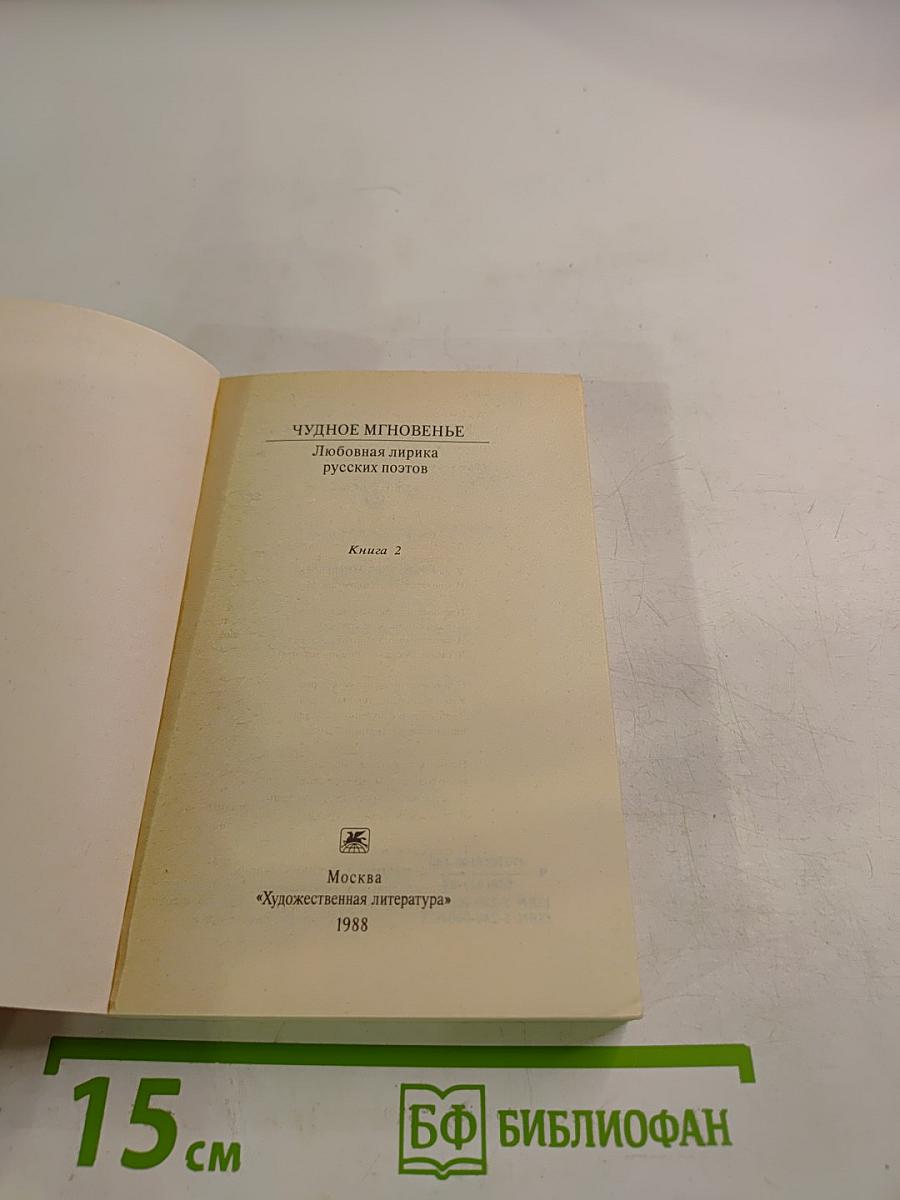 ЧУДНОЕ МГНОВЕНЬЕ
Любовная лирика
русских поэтов
Книга 2
Москва
«Художественная литература»
1988
15 см
БФ БИБЛИОФАН